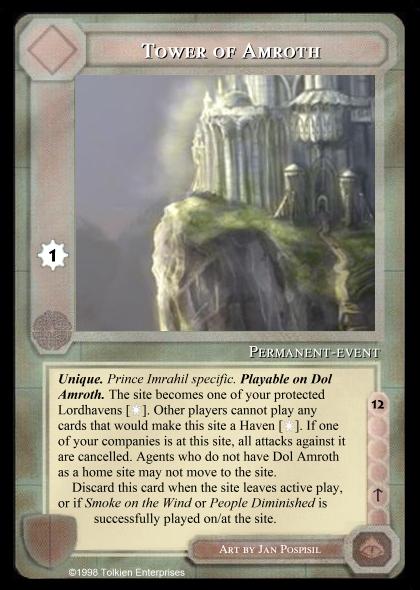 Tower of Amroth
1
Permanent-event
Unique. Prince Imrahil specific. Playable on Dol
Amroth. The site becomes one of your protected
Lordhavens [☀]. Other players cannot play any
cards that would make this site a Haven [☀]. If one
of your companies is at this site, all attacks against it
are cancelled. Agents who do not have Dol Amroth
as a home site may not move to the site.
Discard this card when the site leaves active play,
or if Smoke on the Wind or People Diminished is
successfully played on/at the site.
12
↑
Art by Jan Pospisil
©1998 Tolkien Enterprises